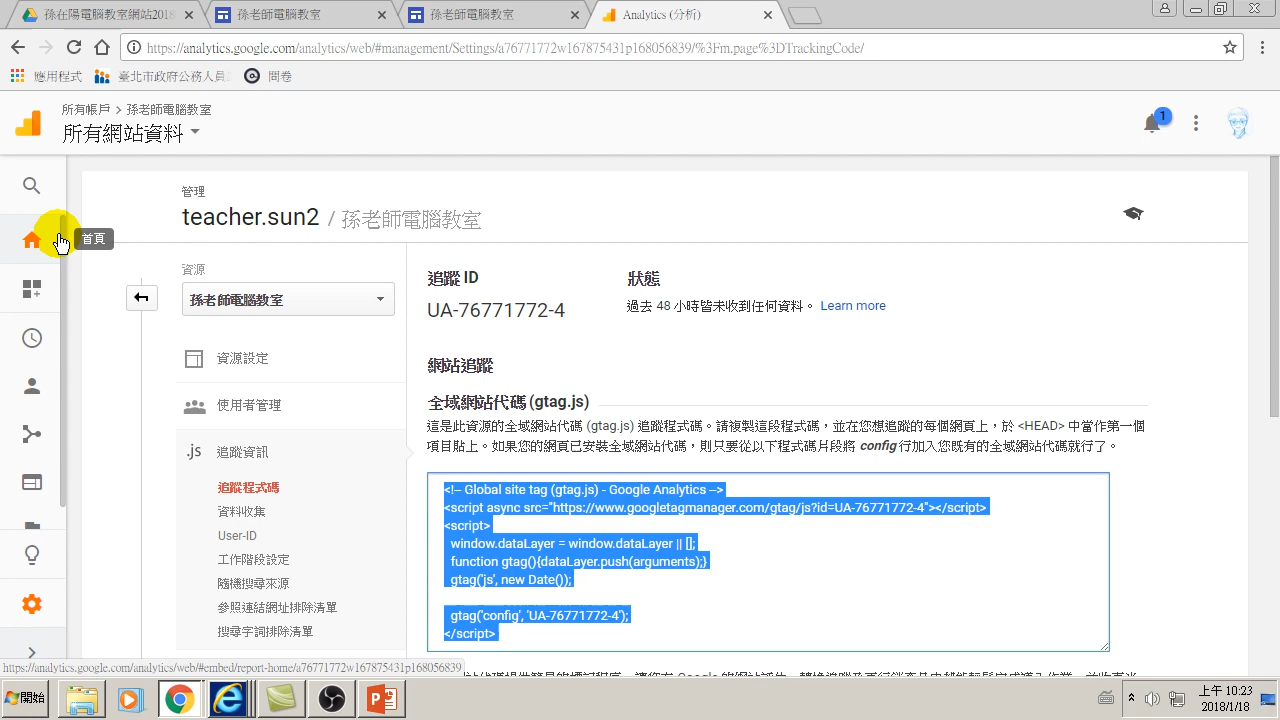 孫在陽電腦教室網站2018
孫老師電腦教室
孫老師電腦教室
Analytics (分析)
https://analytics.google.com/analytics/web/#management/Settings/a76771772w167875431p168056839/%3Fm.page%3DTrackingCode/
應用程式
臺北市政府公務人員
問卷
所有帳戶 > 孫老師電腦教室
所有網站資料
1
管理
teacher.sun2 / 孫老師電腦教室
首頁
資源
孫老師電腦教室
資源設定
使用者管理
.js 追蹤資訊
追蹤程式碼
資料收集
User-ID
工作階段設定
隨機搜尋來源
參照連結網址排除清單
搜尋字詞排除清單
追蹤 ID
UA-76771772-4
狀態
過去 48 小時皆未收到任何資料。 Learn more
網站追蹤
全域網站代碼 (gtag.js)
這是此資源的全域網站代碼 (gtag.js) 追蹤程式碼。請複製這段程式碼，並在您想追蹤的每個網頁上，於 <HEAD> 中當作第一個
項目貼上。如果您的網頁已安裝全域網站代碼，則只要從以下程式碼片段將 config 行加入您既有的全域網站代碼就行了。
<!-- Global site tag (gtag.js) - Google Analytics -->
<script async src="https://www.googletagmanager.com/gtag/js?id=UA-76771772-4"></script>
<script>
window.dataLayer = window.dataLayer || [];
function gtag(){dataLayer.push(arguments);}
gtag('js', new Date());
gtag('config', 'UA-76771772-4');
</script>
https://analytics.google.com/analytics/web/#embed/report-home/a76771772w167875431p168056839
開始
上午 10:23
2018/1/18